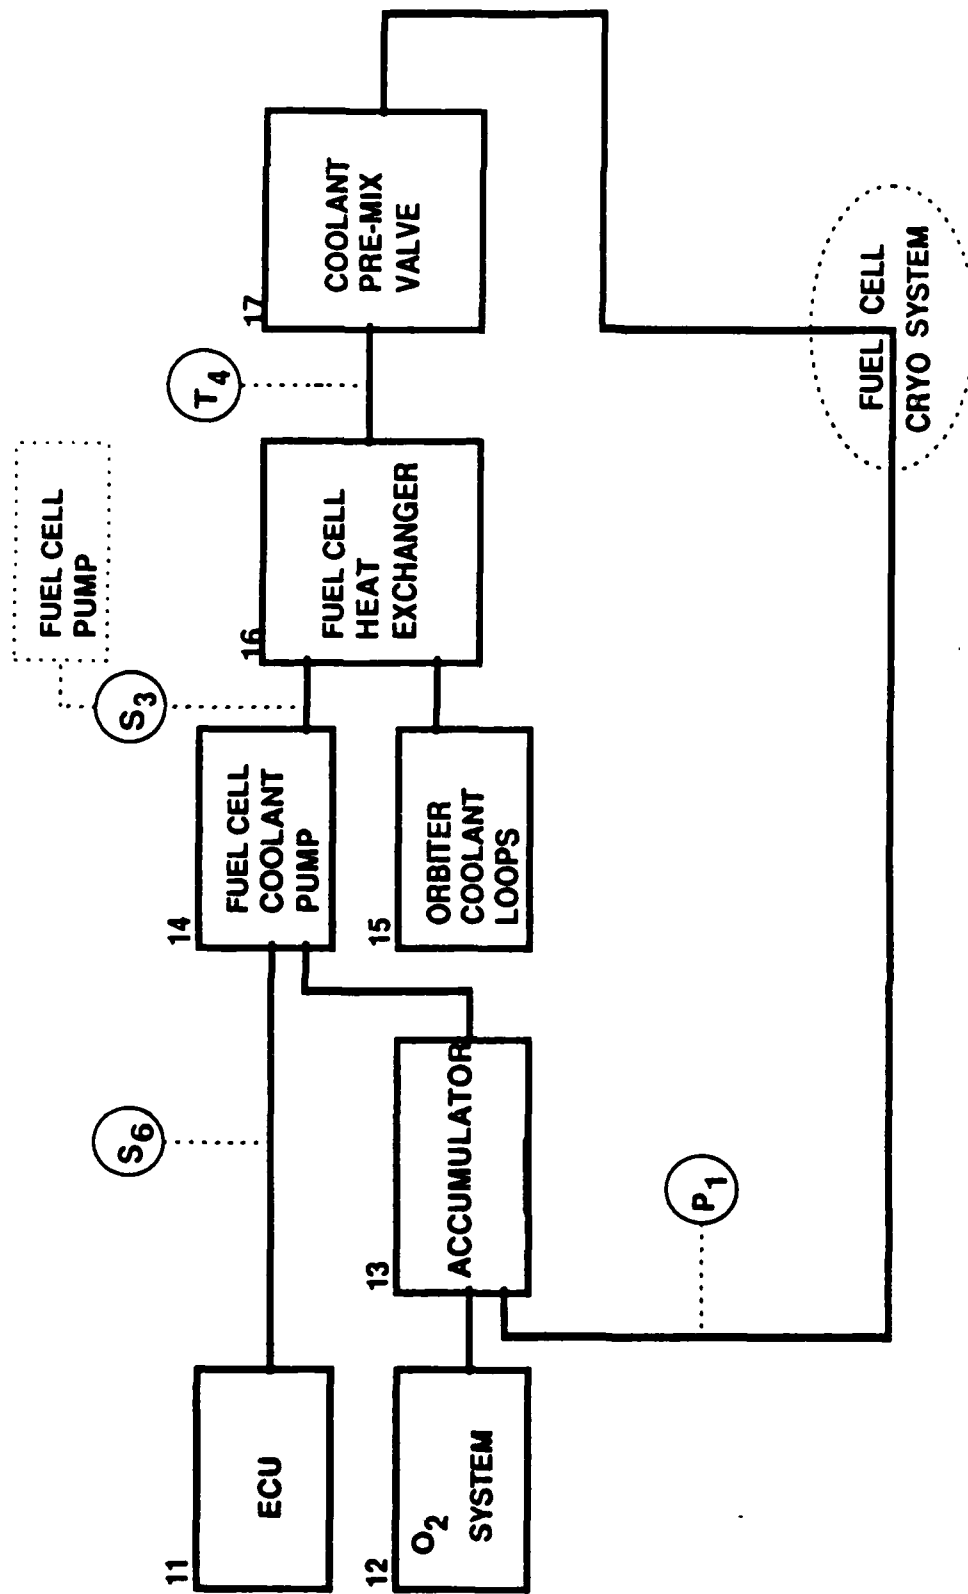 FUEL CELL
PUMP
S3
S6
T4
11
ECU
14
FUEL CELL
COOLANT
PUMP
16
FUEL CELL
HEAT
EXCHANGER
17
COOLANT
PRE-MIX
VALVE
12
O2
SYSTEM
13
ACCUMULATOR
15
ORBITER
COOLANT
LOOPS
P1
FUEL CELL
CRYO SYSTEM